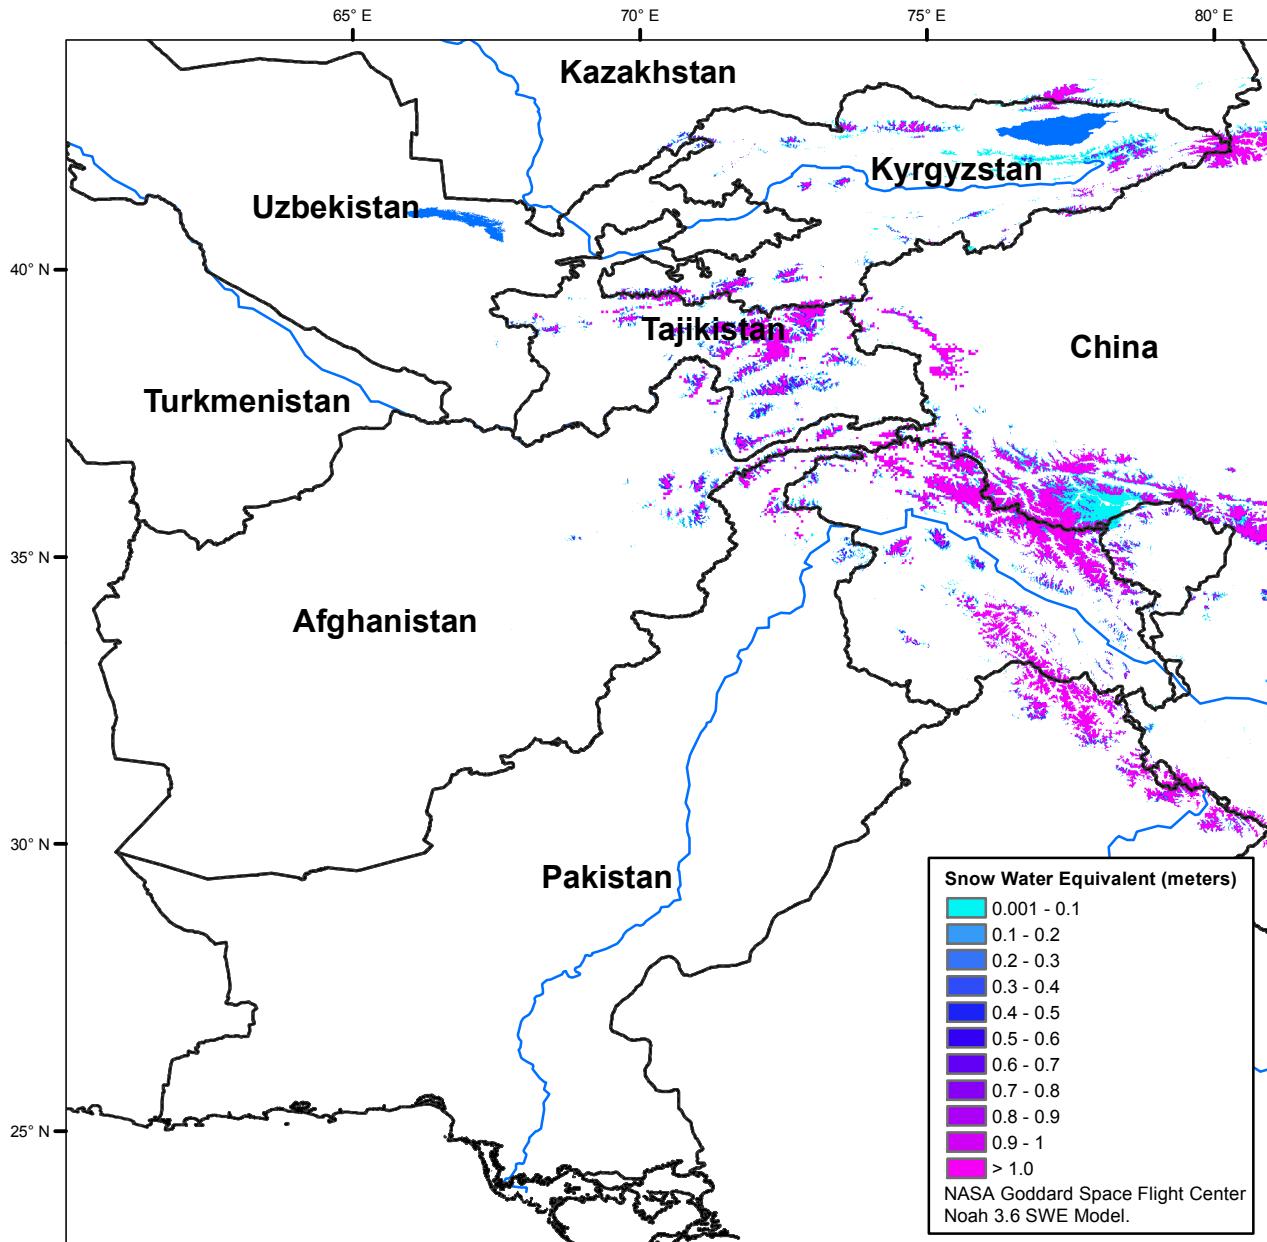 65° E
70° E
75° E
80° E
Kazakhstan
Kyrgyzstan
Uzbekistan
40° N
Tajikistan
China
Turkmenistan
35° N
Afghanistan
30° N
Pakistan
Snow Water Equivalent (meters)
0.001 - 0.1
0.1 - 0.2
0.2 - 0.3
0.3 - 0.4
0.4 - 0.5
0.5 - 0.6
0.6 - 0.7
0.7 - 0.8
0.8 - 0.9
0.9 - 1
> 1.0
NASA Goddard Space Flight Center
Noah 3.6 SWE Model.
25° N